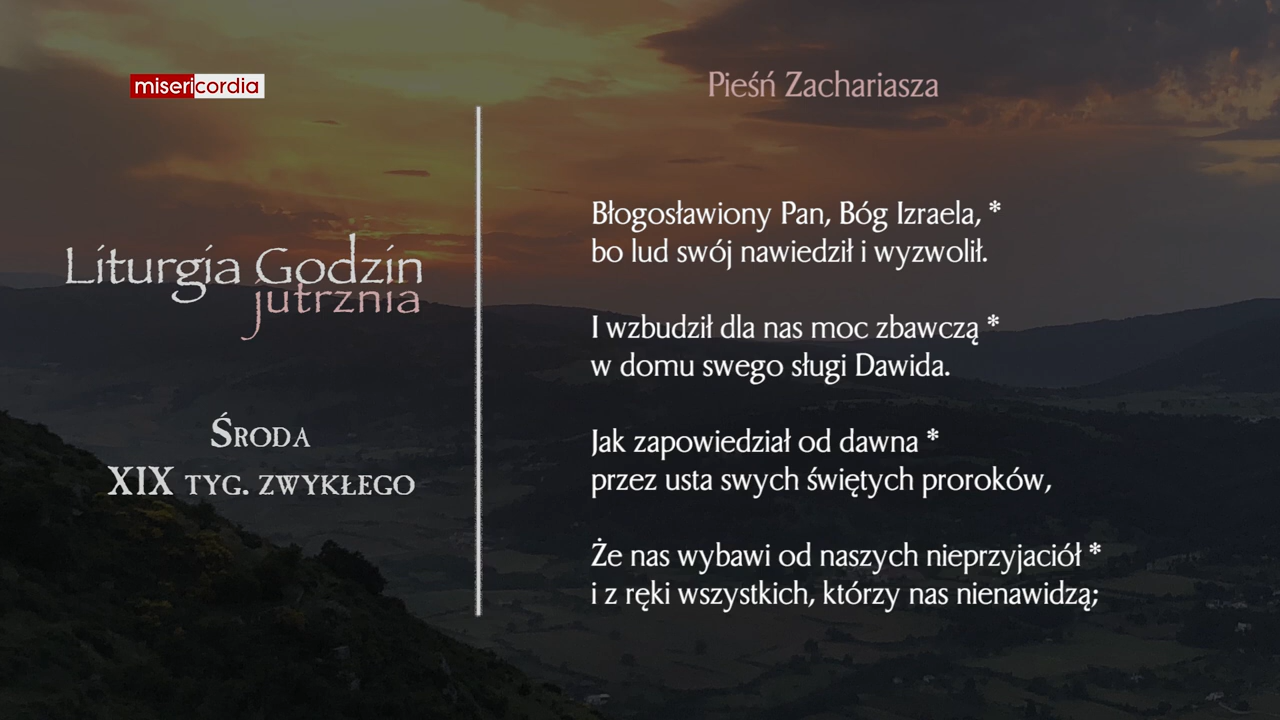 misericordia
Liturgia Godzin
jutrznia
Środa
XIX tyg. zwykłego
Pieśń Zachariasza
Błogosławiony Pan, Bóg Izraela, *
bo lud swój nawiedził i wyzwolił.
I wzbudził dla nas moc zbawczą *
w domu swego sługi Dawida.
Jak zapowiedział od dawna *
przez usta swych świętych proroków,
Że nas wybawi od naszych nieprzyjaciół *
i z ręki wszystkich, którzy nas nienawidzą;